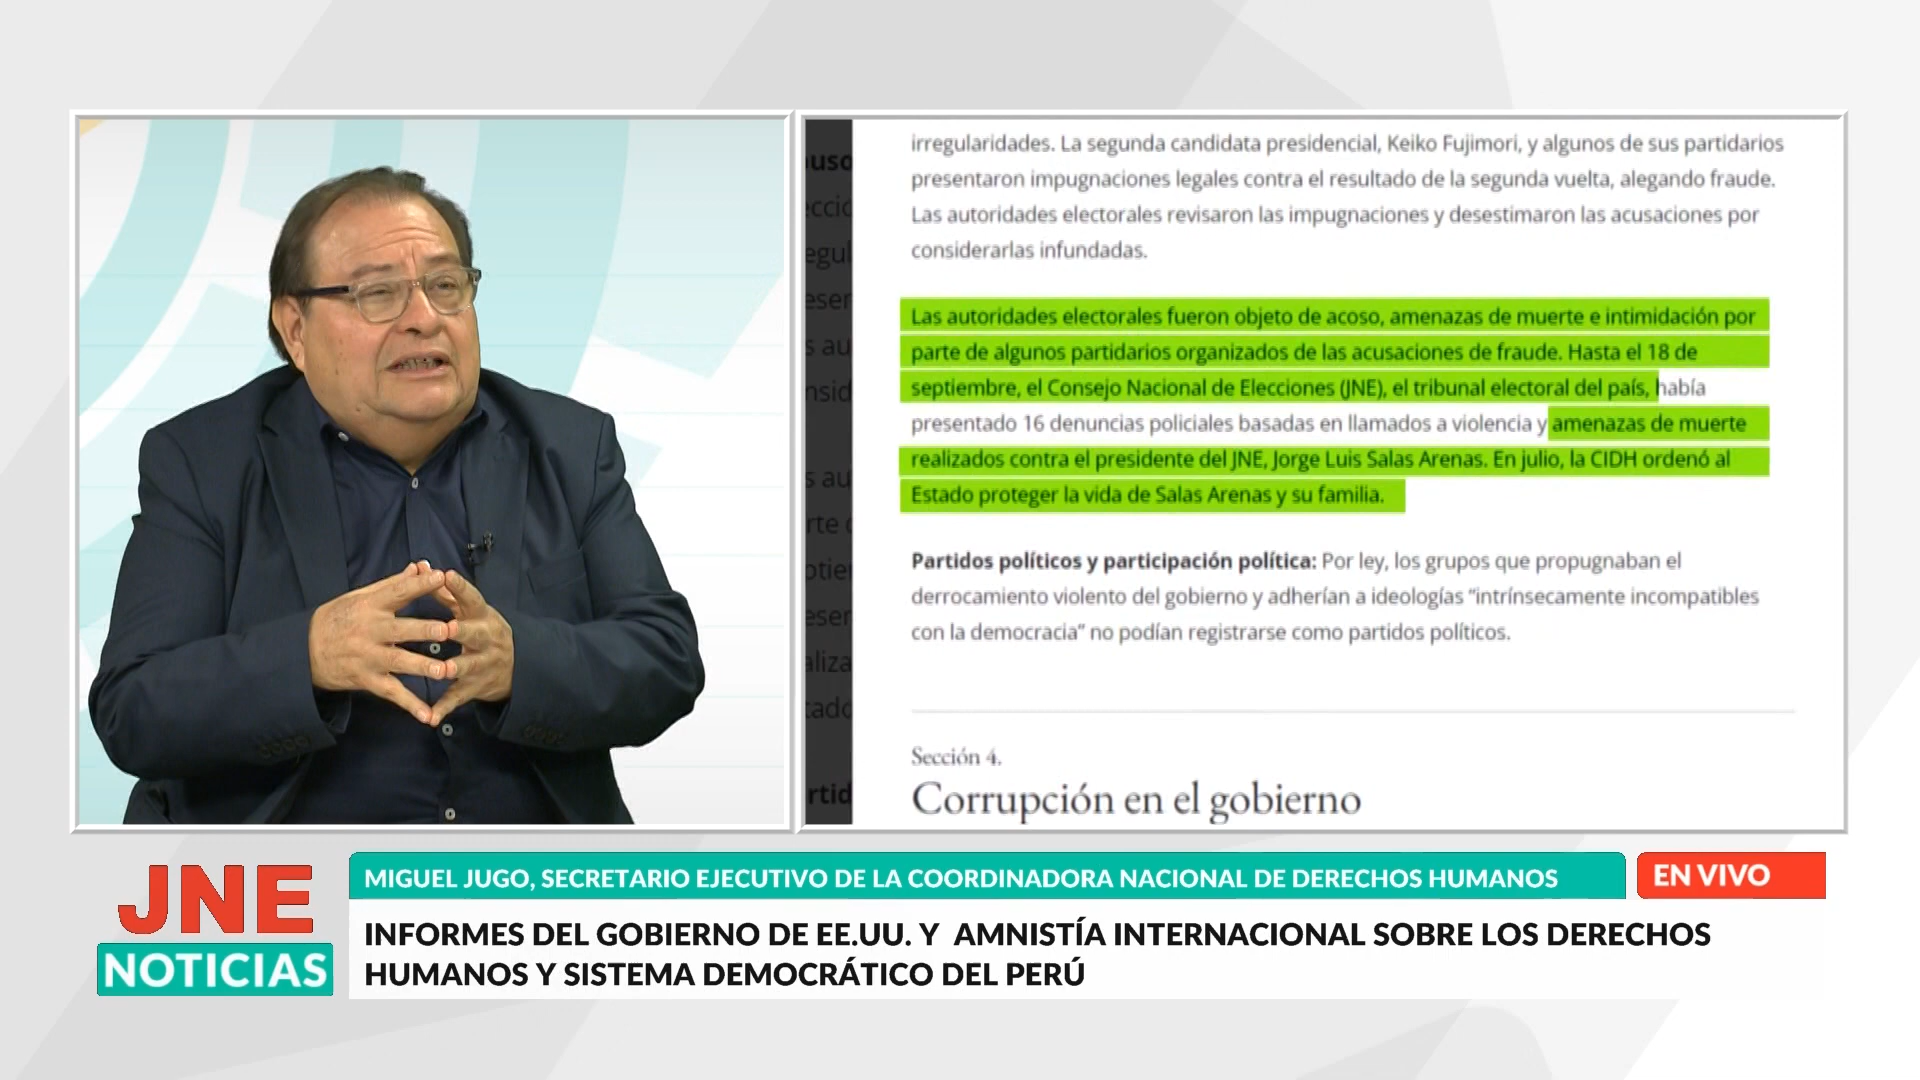 irregularidades. La segunda candidata presidencial, Keiko Fujimori, y algunos de sus partidarios
presentaron impugnaciones legales contra el resultado de la segunda vuelta, alegando fraude.
Las autoridades electorales revisaron las impugnaciones y desestimaron las acusaciones por
considerarlas infundadas.
Las autoridades electorales fueron objeto de acoso, amenazas de muerte e intimidación por
parte de algunos partidarios organizados de las acusaciones de fraude. Hasta el 18 de
septiembre, el Consejo Nacional de Elecciones (JNE), el tribunal electoral del país, había
presentado 16 denuncias policiales basadas en llamados a violencia y amenazas de muerte
realizados contra el presidente del JNE, Jorge Luis Salas Arenas. En julio, la CIDH ordenó al
Estado proteger la vida de Salas Arenas y su familia.
Partidos políticos y participación política: Por ley, los grupos que propugnaban el
derrocamiento violento del gobierno y adherían a ideologías “intrínsecamente incompatibles
con la democracia” no podían registrarse como partidos políticos.
Sección 4.
Corrupción en el gobierno
JNE
NOTICIAS
MIGUEL JUGO, SECRETARIO EJECUTIVO DE LA COORDINADORA NACIONAL DE DERECHOS HUMANOS
EN VIVO
INFORMES DEL GOBIERNO DE EE.UU. Y AMNISTÍA INTERNACIONAL SOBRE LOS DERECHOS
HUMANOS Y SISTEMA DEMOCRÁTICO DEL PERÚ